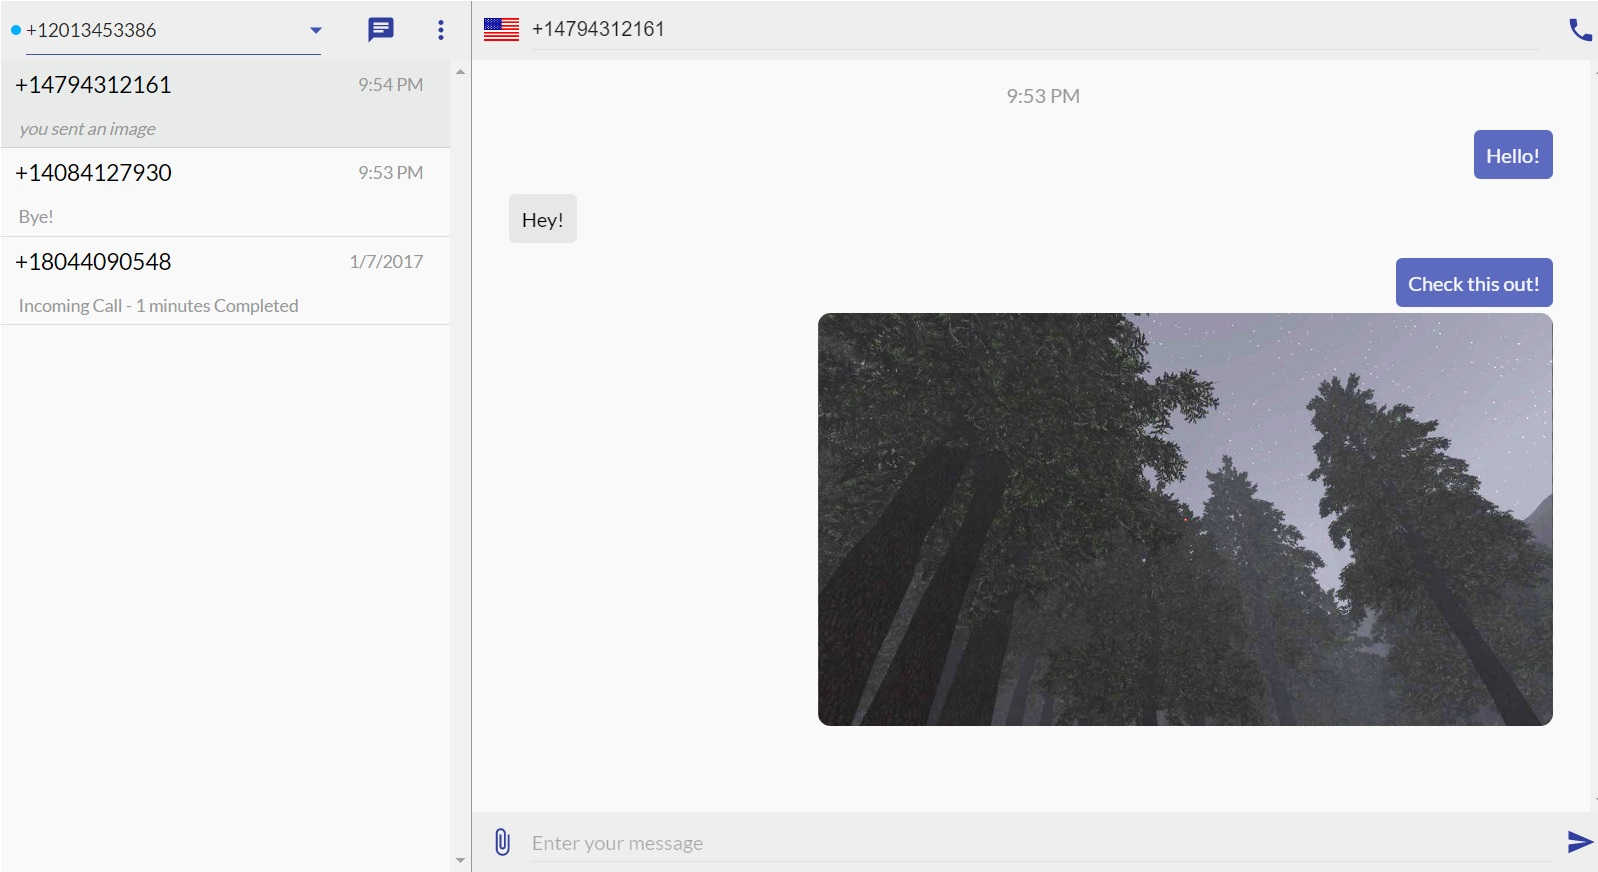 +12013453386
+14794312161
9:54 PM
you sent an image
+14084127930
9:53 PM
Bye!
+18044090548
1/7/2017
Incoming Call - 1 minutes Completed
+14794312161
9:53 PM
Hello!
Hey!
Check this out!
Enter your message